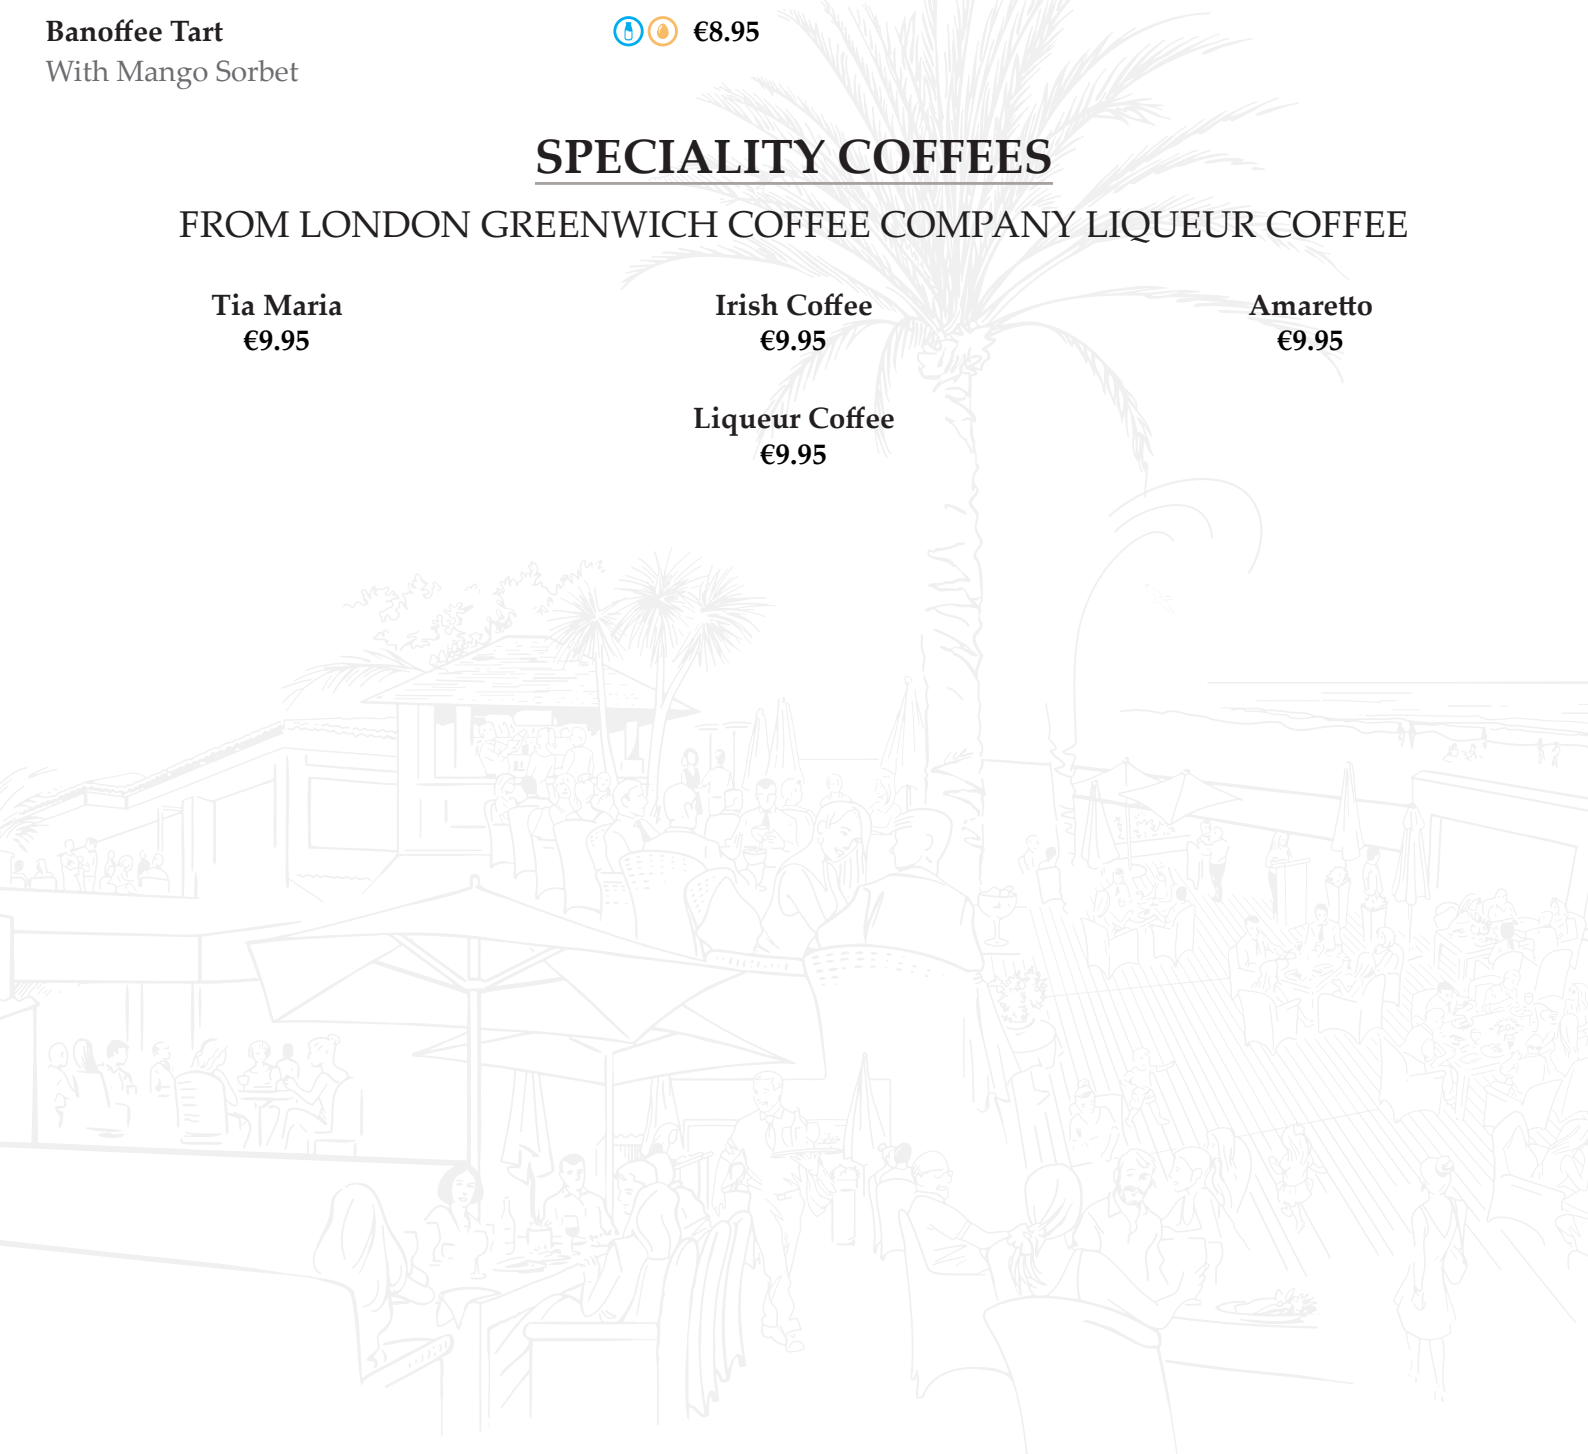 Banoffee Tart €8.95
With Mango Sorbet
SPECIALITY COFFEES
FROM LONDON GREENWICH COFFEE COMPANY LIQUEUR COFFEE
Tia Maria Irish Coffee Amaretto
€9.95 €9.95 €9.95
Liqueur Coffee
€9.95